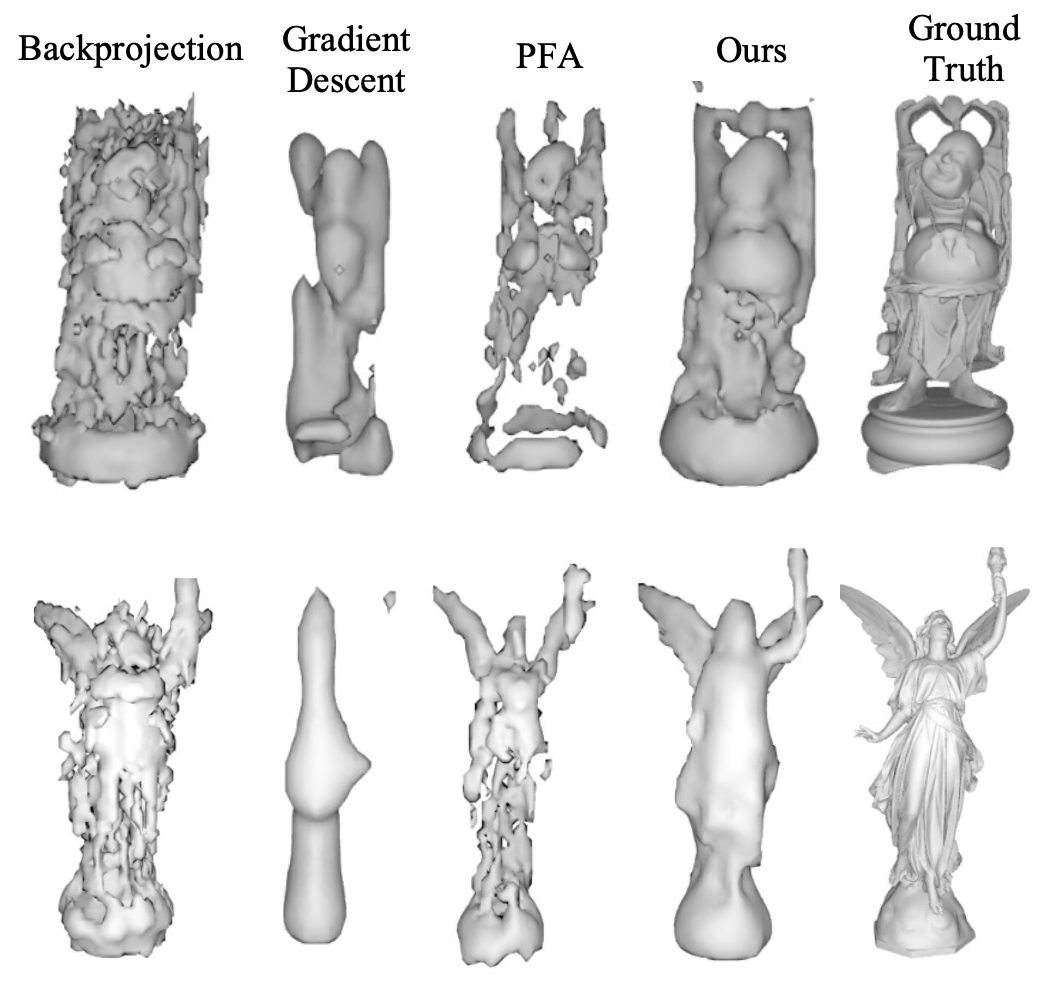 Backprojection
Gradient
Descent
PFA
Ours
Ground
Truth